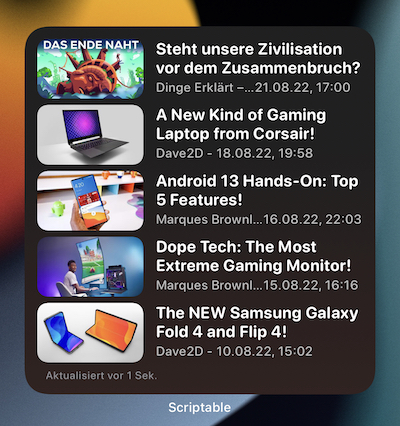 DAS ENDE NAHT
Steht unsere Zivilisation
vor dem Zusammenbruch?
Dinge Erklärt –...21.08.22, 17:00
A New Kind of Gaming
Laptop from Corsair!
Dave2D - 18.08.22, 19:58
Android 13 Hands-On: Top
5 Features!
Marques Brownl...16.08.22, 22:03
Dope Tech: The Most
Extreme Gaming Monitor!
Marques Brownl...15.08.22, 16:16
The NEW Samsung Galaxy
Fold 4 and Flip 4!
Dave2D - 10.08.22, 15:02
Aktualisiert vor 1 Sek.
Scriptable